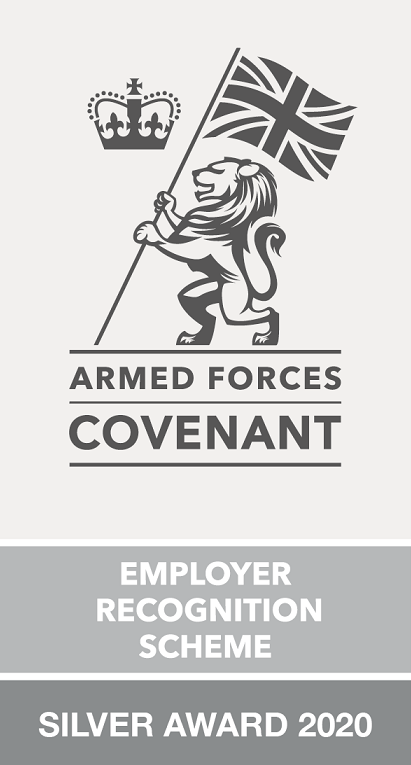 ARMED FORCES
COVENANT
EMPLOYER
RECOGNITION
SCHEME
SILVER AWARD 2020